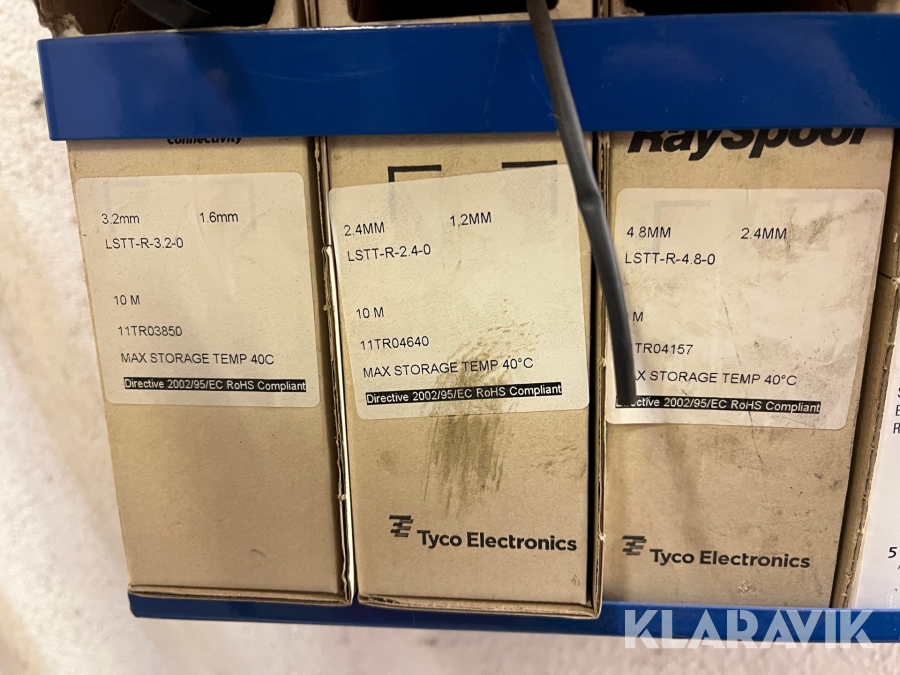 connectivity
3.2mm 1.6mm
LSTT-R-3.2-0
10 M
11TR03850
MAX STORAGE TEMP 40C
Directive 2002/95/EC RoHS Compliant
2.4MM 1,2MM
LSTT-R-2.4-0
10 M
11TR04640
MAX STORAGE TEMP 40°C
Directive 2002/95/EC RoHS Compliant
Tyco Electronics
RaySpool
4.8MM 2.4MM
LSTT-R-4.8-0
M
TR04157
X STORAGE TEMP 40°C
ective 2002/95/EC RoHS Compliant
Tyco Electronics
5
KLARAVIK